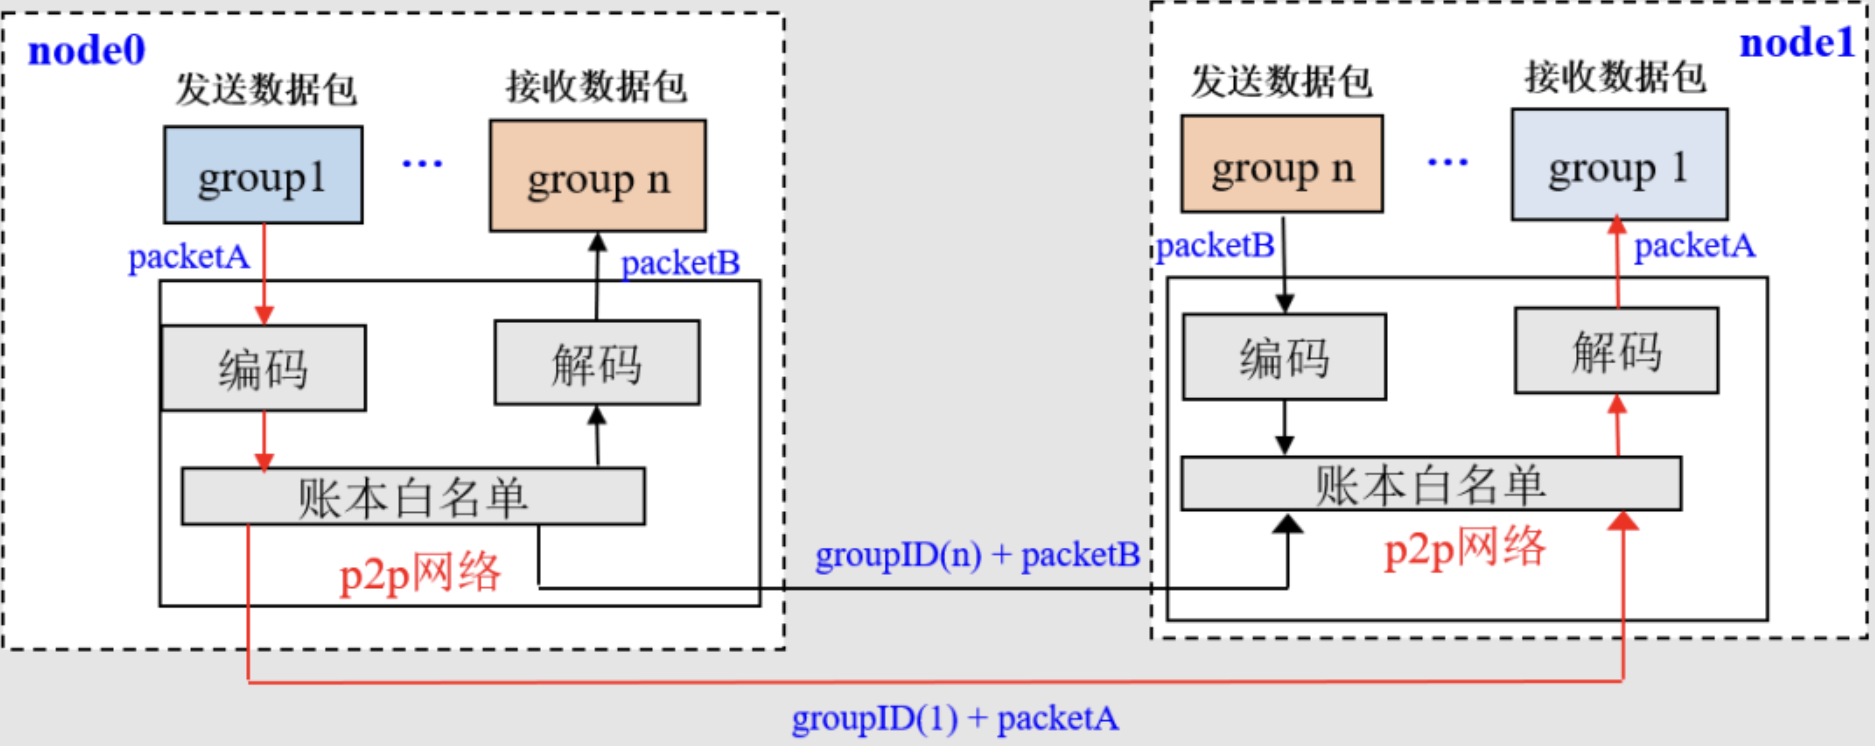 node0
发送数据包
接收数据包
group1
...
group n
packetA
packetB
编码
解码
账本白名单
p2p网络
groupID(n) + packetB
groupID(1) + packetA
node1
发送数据包
接收数据包
group n
...
group 1
packetB
packetA
编码
解码
账本白名单
p2p网络